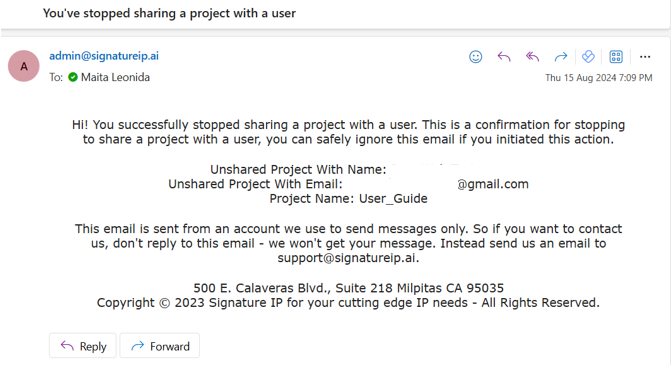 You've stopped sharing a project with a user
A
admin@signatureip.ai
To: Maita Leonida
Thu 15 Aug 2024 7:09 PM
Hi! You successfully stopped sharing a project with a user. This is a confirmation for stopping
to share a project with a user, you can safely ignore this email if you initiated this action.
Unshared Project With Name:
Unshared Project With Email: @gmail.com
Project Name: User_Guide
This email is sent from an account we use to send messages only. So if you want to contact
us, don't reply to this email - we won't get your message. Instead send us an email to
support@signatureip.ai.
500 E. Calaveras Blvd., Suite 218 Milpitas CA 95035
Copyright © 2023 Signature IP for your cutting edge IP needs - All Rights Reserved.
Reply
Forward